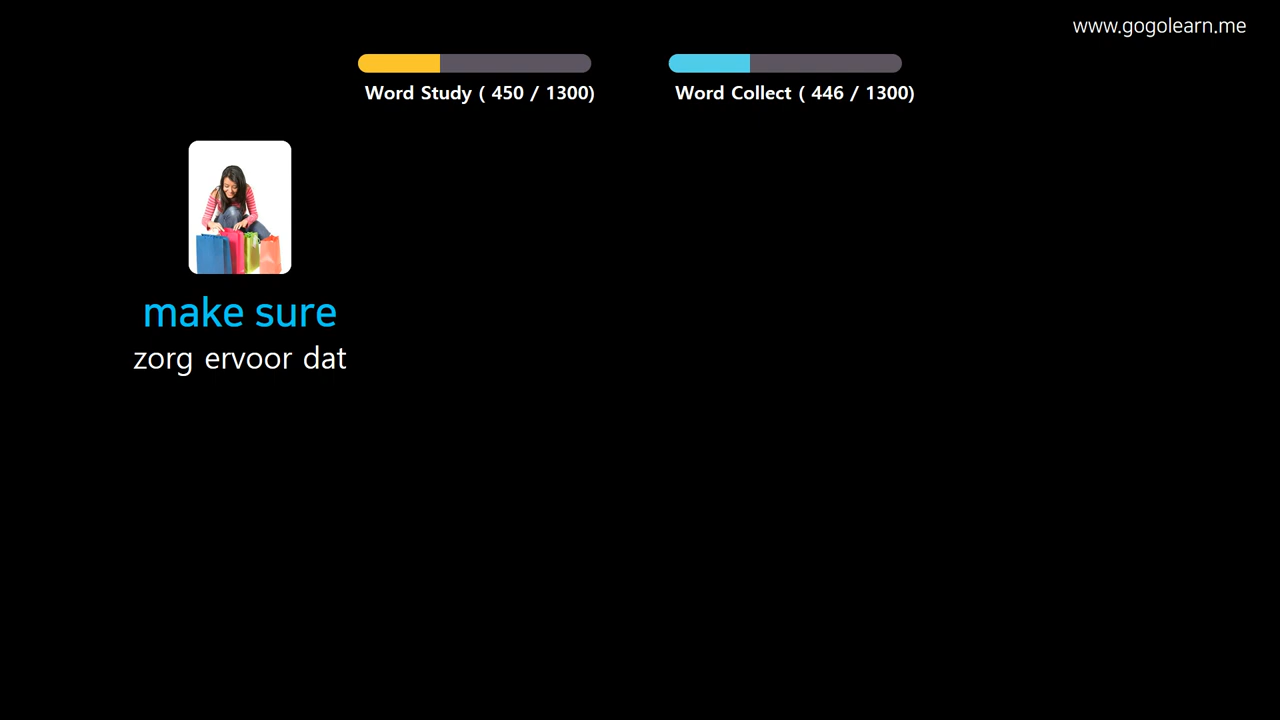 www.gogolearn.me
Word Study ( 450 / 1300)
Word Collect ( 446 / 1300)
make sure
zorg ervoor dat